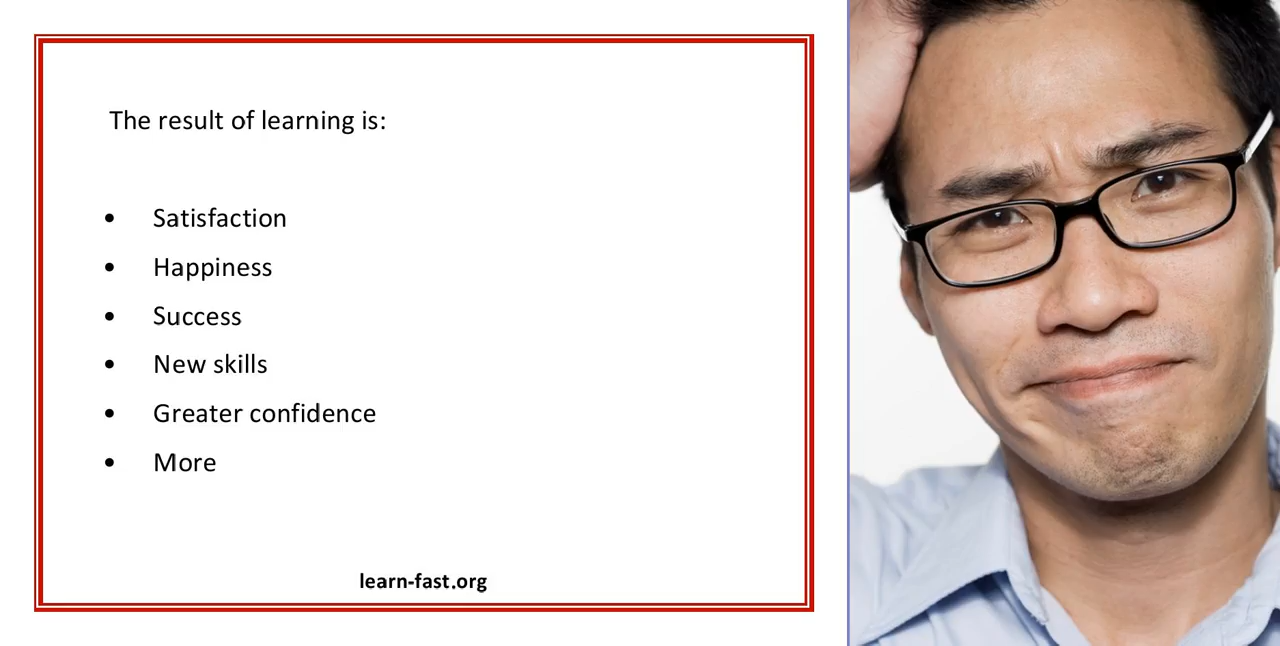 The result of learning is:
• Satisfaction
• Happiness
• Success
• New skills
• Greater confidence
• More
learn-fast.org